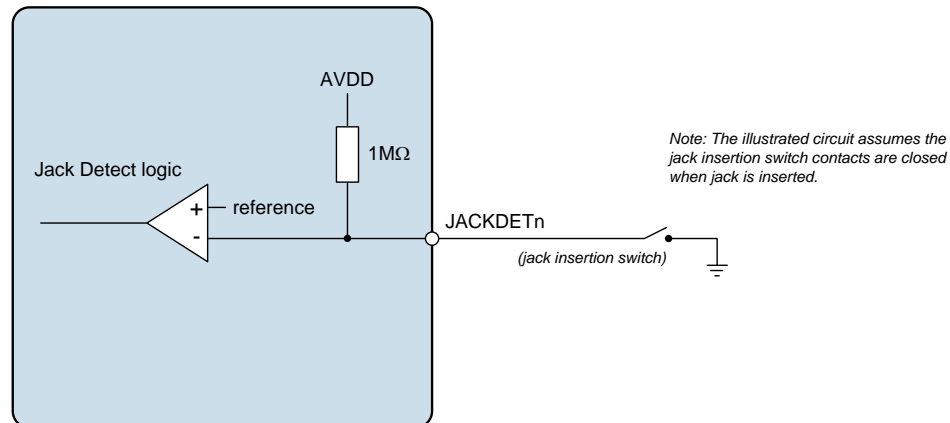 AVDD
1MΩ
Note: The illustrated circuit assumes the
jack insertion switch contacts are closed
when jack is inserted.
Jack Detect logic
+
reference
-
JACKDETn
(jack insertion switch)